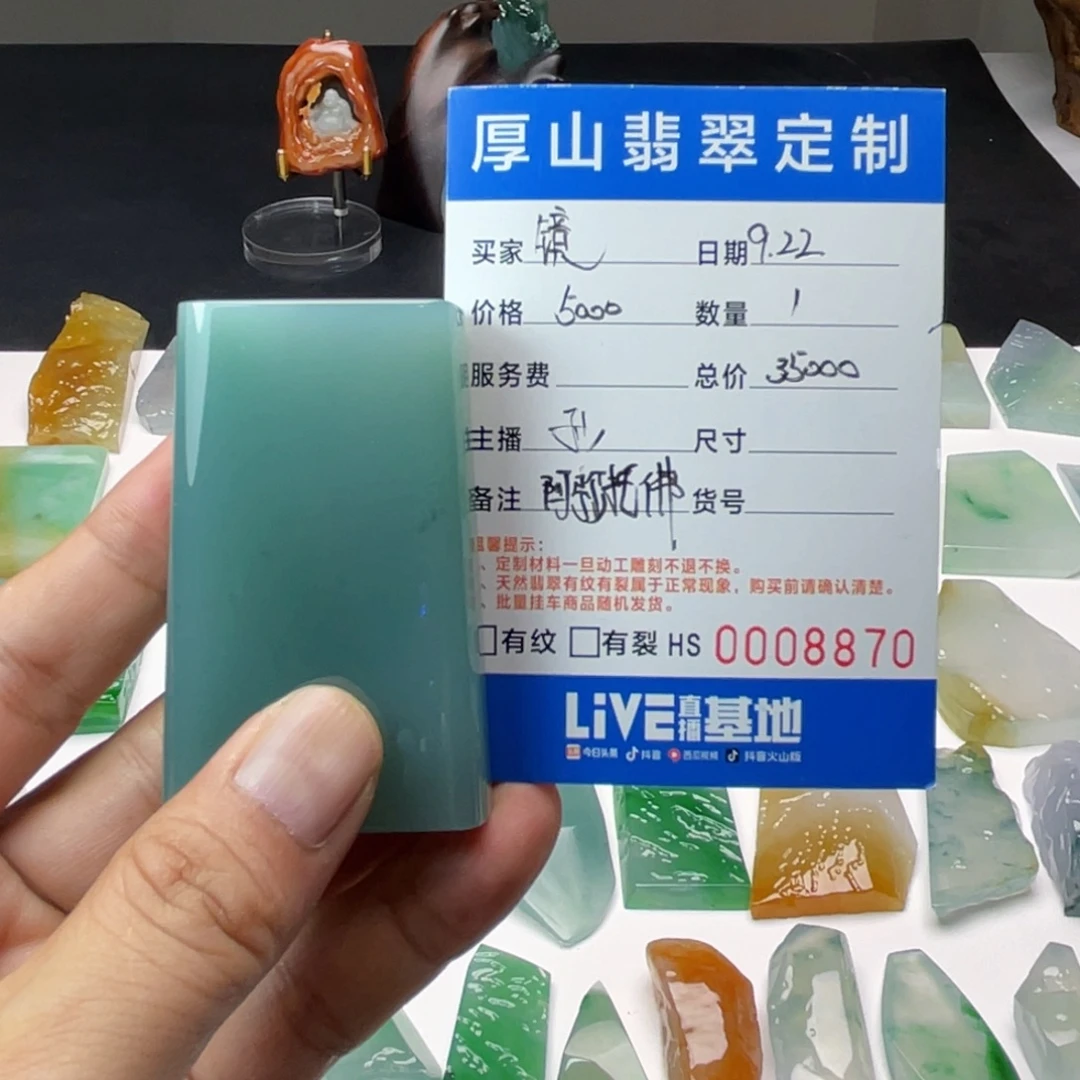 厚山翡翠定制
买家 镜 日期 9.22
价格 5000 数量 1
服务费 总价 35000
主播 尺寸
备注 阿弥托佛 货号
温馨提示:
、定制材料一旦动工雕刻不退不换。
、天然翡翠有纹有裂属于正常现象，购买前请确认清楚。
、批量挂车商品随机发货。
有纹 有裂 HS 0008870
LiVE直播基地
今日头条 抖音 西瓜视频 抖音火山版